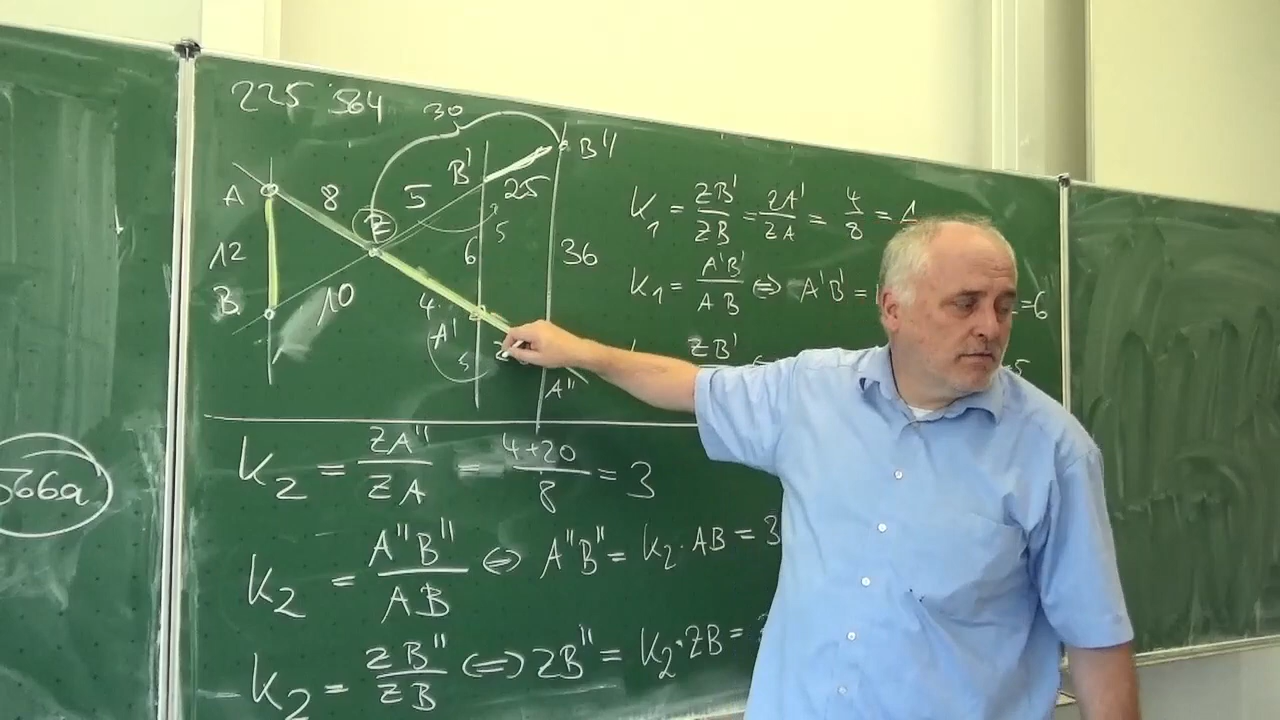 225 564
30
A 8 Z 5 B' 25 B''
12 6 5 36
B 10 4 A' 5 A''
K₁ = ZB'/ZB = ZA'/ZA = 4/8 = 1
K₁ = A'B'/AB ⇔ A'B' = =6
ZB'
566a
K₂ = ZA''/ZA = 4+20/8 = 3
K₂ = A''B''/AB ⇔ A''B'' = K₂·AB = 3
K₂ = ZB''/ZB ⇔ ZB'' = K₂·ZB =